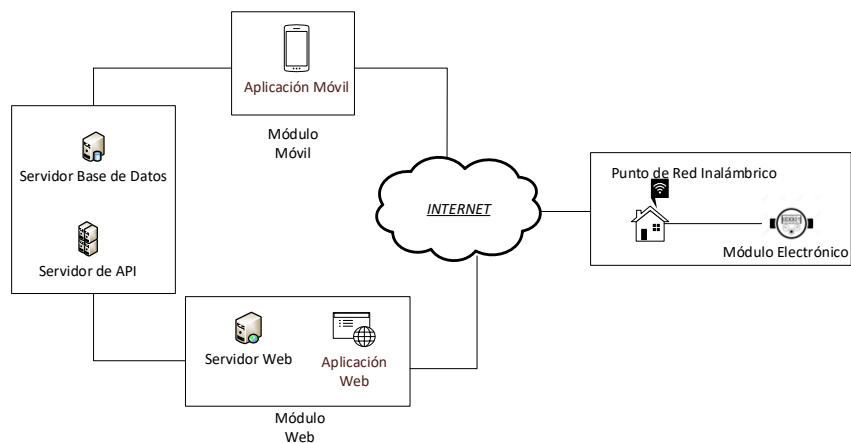 Aplicación Móvil
Módulo
Móvil
Servidor Base de Datos
Servidor de API
INTERNET
Punto de Red Inalámbrico
Módulo Electrónico
Servidor Web
Aplicación
Web
Módulo
Web